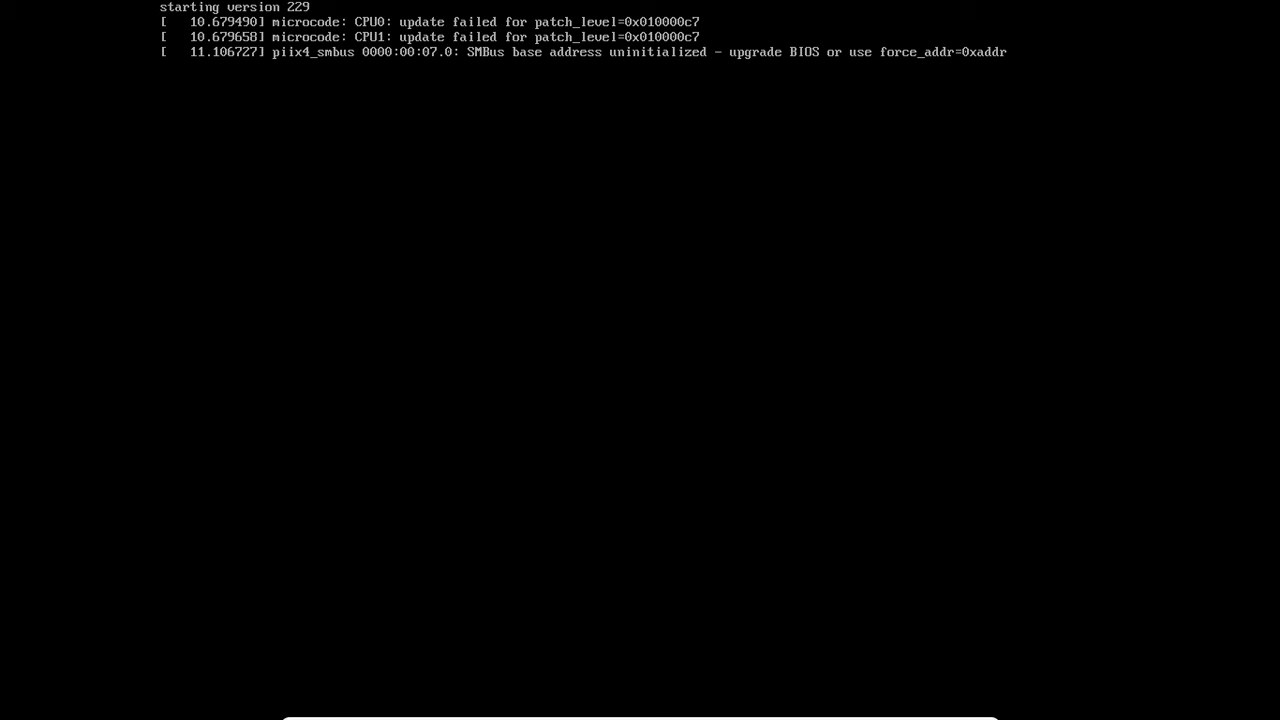 starting version 229
[   10.679490] microcode: CPU0: update failed for patch_level=0x010000c7
[   10.679658] microcode: CPU1: update failed for patch_level=0x010000c7
[   11.106727] piix4_smbus 0000:00:07.0: SMBus base address uninitialized - upgrade BIOS or use force_addr=0xaddr